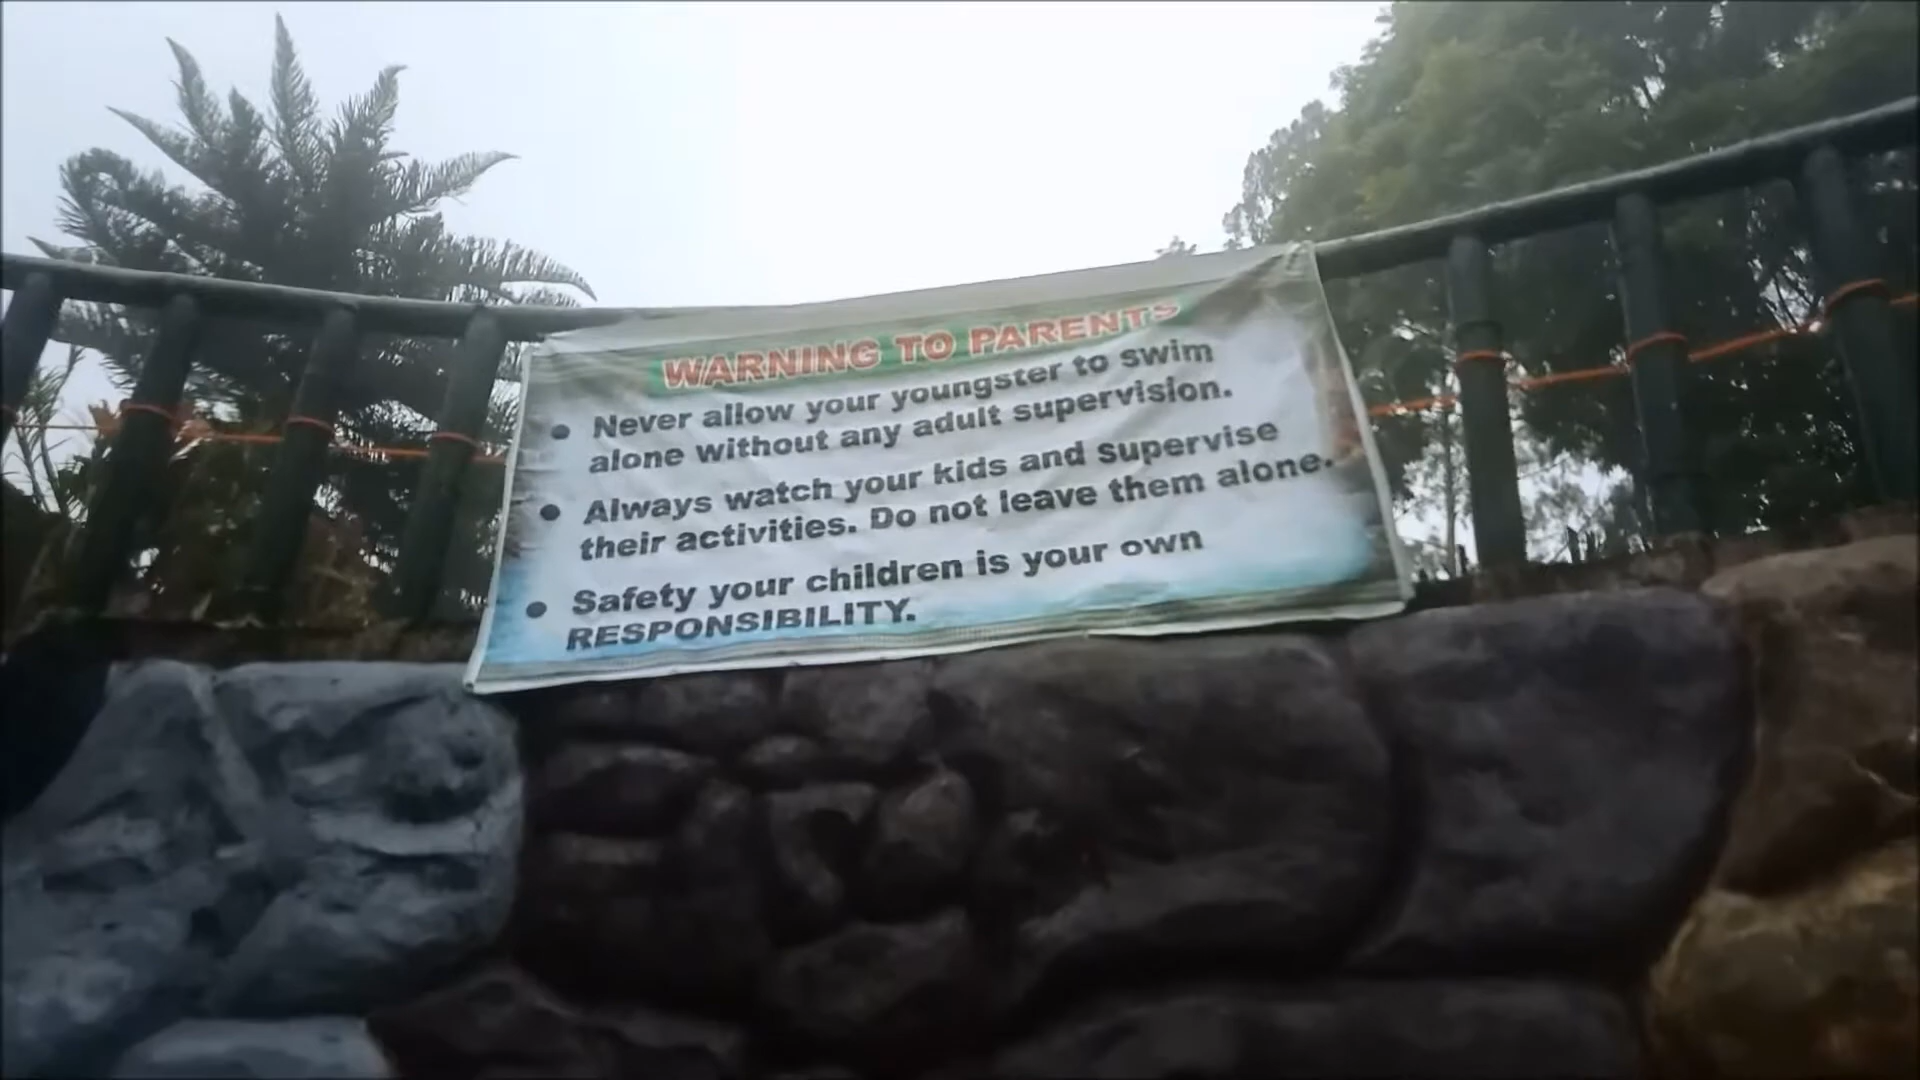 WARNING TO PARENTS
• Never allow your youngster to swim
alone without any adult supervision.
• Always watch your kids and supervise
their activities. Do not leave them alone.
• Safety your children is your own
RESPONSIBILITY.